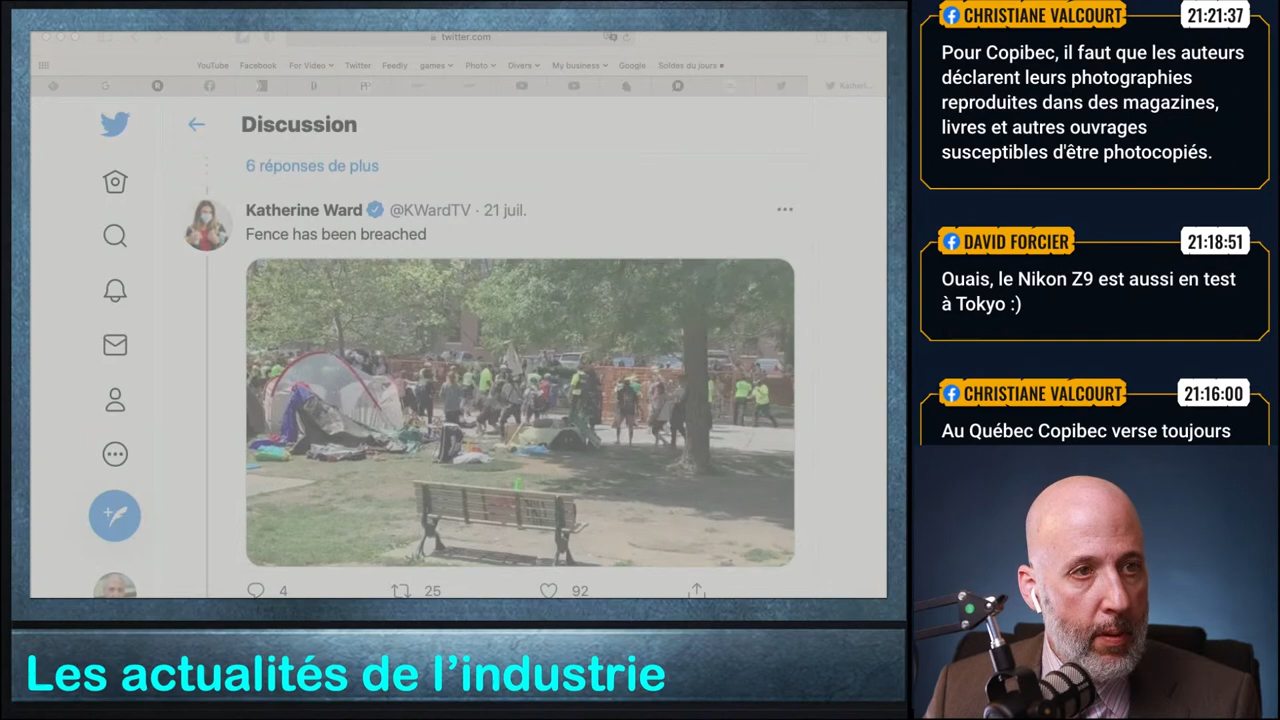 twitter.com
YouTube Facebook For Video Twitter Feedly games Photo Divers My business Google Soldes du jours
Discussion
6 réponses de plus
Katherine Ward @KWardTV · 21 juil.
Fence has been breached
4 25 92
Les actualités de l'industrie
CHRISTIANE VALCOURT 21:21:37
Pour Copibec, il faut que les auteurs
déclarent leurs photographies
reproduites dans des magazines,
livres et autres ouvrages
susceptibles d'être photocopiés.
DAVID FORCIER 21:18:51
Ouais, le Nikon Z9 est aussi en test
à Tokyo :)
CHRISTIANE VALCOURT 21:16:00
Au Québec Copibec verse toujours